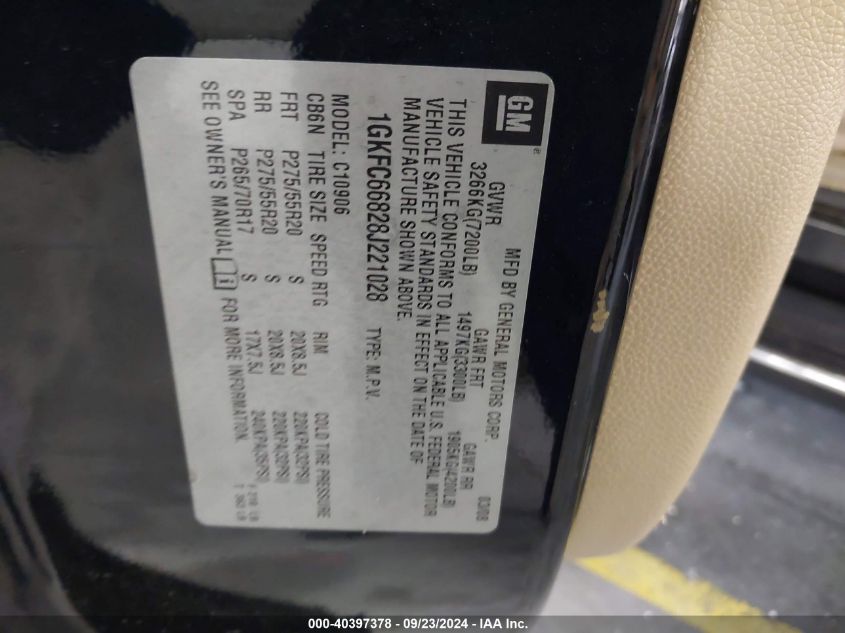 GM ®
MFD BY GENERAL MOTORS CORP. 03/08
GVWR GAWR FRT GAWR RR
3266KG(7200LB) 1497KG(3300LB) 1905KG(4200LB)
THIS VEHICLE CONFORMS TO ALL APPLICABLE U.S. FEDERAL MOTOR
VEHICLE SAFETY STANDARDS IN EFFECT ON THE DATE OF
MANUFACTURE SHOWN ABOVE.
1GKFC66828J221028 TYPE: M.P.V.
MODEL: C10906
CB6N TIRE SIZE SPEED RTG RIM COLD TIRE PRESSURE
FRT P275/55R20 S 20X8.5J 220KPA(32PSI)
RR P275/55R20 S 20X8.5J 220KPA(32PSI)
SPA P265/70R17 S 17X7.5J 240KPA(35PSI)
SEE OWNER'S MANUAL i FOR MORE INFORMATION.
000-40397378 - 09/23/2024 - IAA Inc.